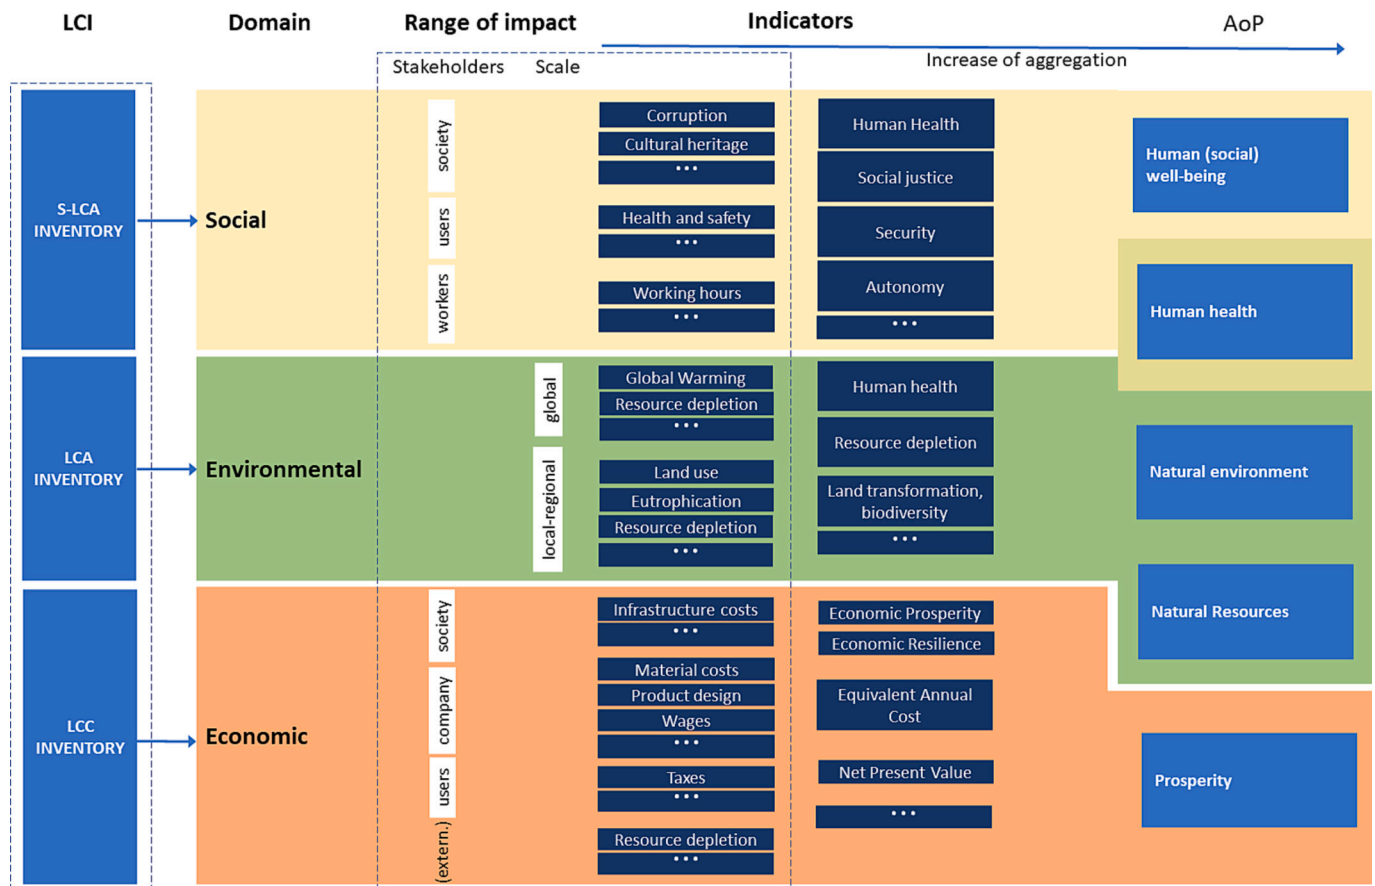 LCI
Domain
Range of impact
Indicators
AoP
Stakeholders
Scale
Increase of aggregation
S-LCA
INVENTORY
Social
society
users
workers
Corruption
Cultural heritage
•••
Health and safety
•••
Working hours
•••
Human Health
Social justice
Security
Autonomy
•••
Human (social)
well-being
Human health
LCA
INVENTORY
Environmental
global
local-regional
Global Warming
Resource depletion
•••
Land use
Eutrophication
Resource depletion
•••
Human health
Resource depletion
Land transformation,
biodiversity
•••
Natural environment
Natural Resources
LCC
INVENTORY
Economic
society
company
users
(extern.)
Infrastructure costs
•••
Material costs
Product design
Wages
•••
Taxes
•••
Resource depletion
•••
Economic Prosperity
Economic Resilience
Equivalent Annual
Cost
Net Present Value
•••
Prosperity